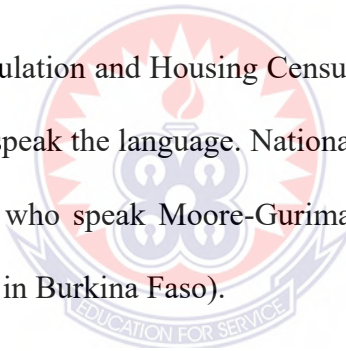 ulation and Housing Censu
speak the language. Nationa
who speak Moore-Gurima
in Burkina Faso).
EDUCATION FOR SERVICE